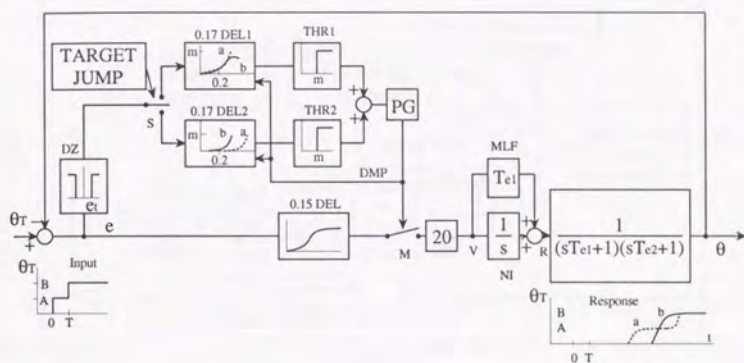 TARGET
JUMP
0.17 DEL1
m
a
b
0.2
THR1
m
S
0.17 DEL2
m
b
a
0.2
THR2
m
+
+
PG
DZ
eₜ
DMP
MLF
Tₑ₁
0.15 DEL
θT
+
e
M
20
V
1
s
NI
+
+
R
1
(sTₑ₁+1)(sTₑ₂+1)
θ
θT
Input
B
A
0 T
θT
Response
B
A
a
b
0 T
t